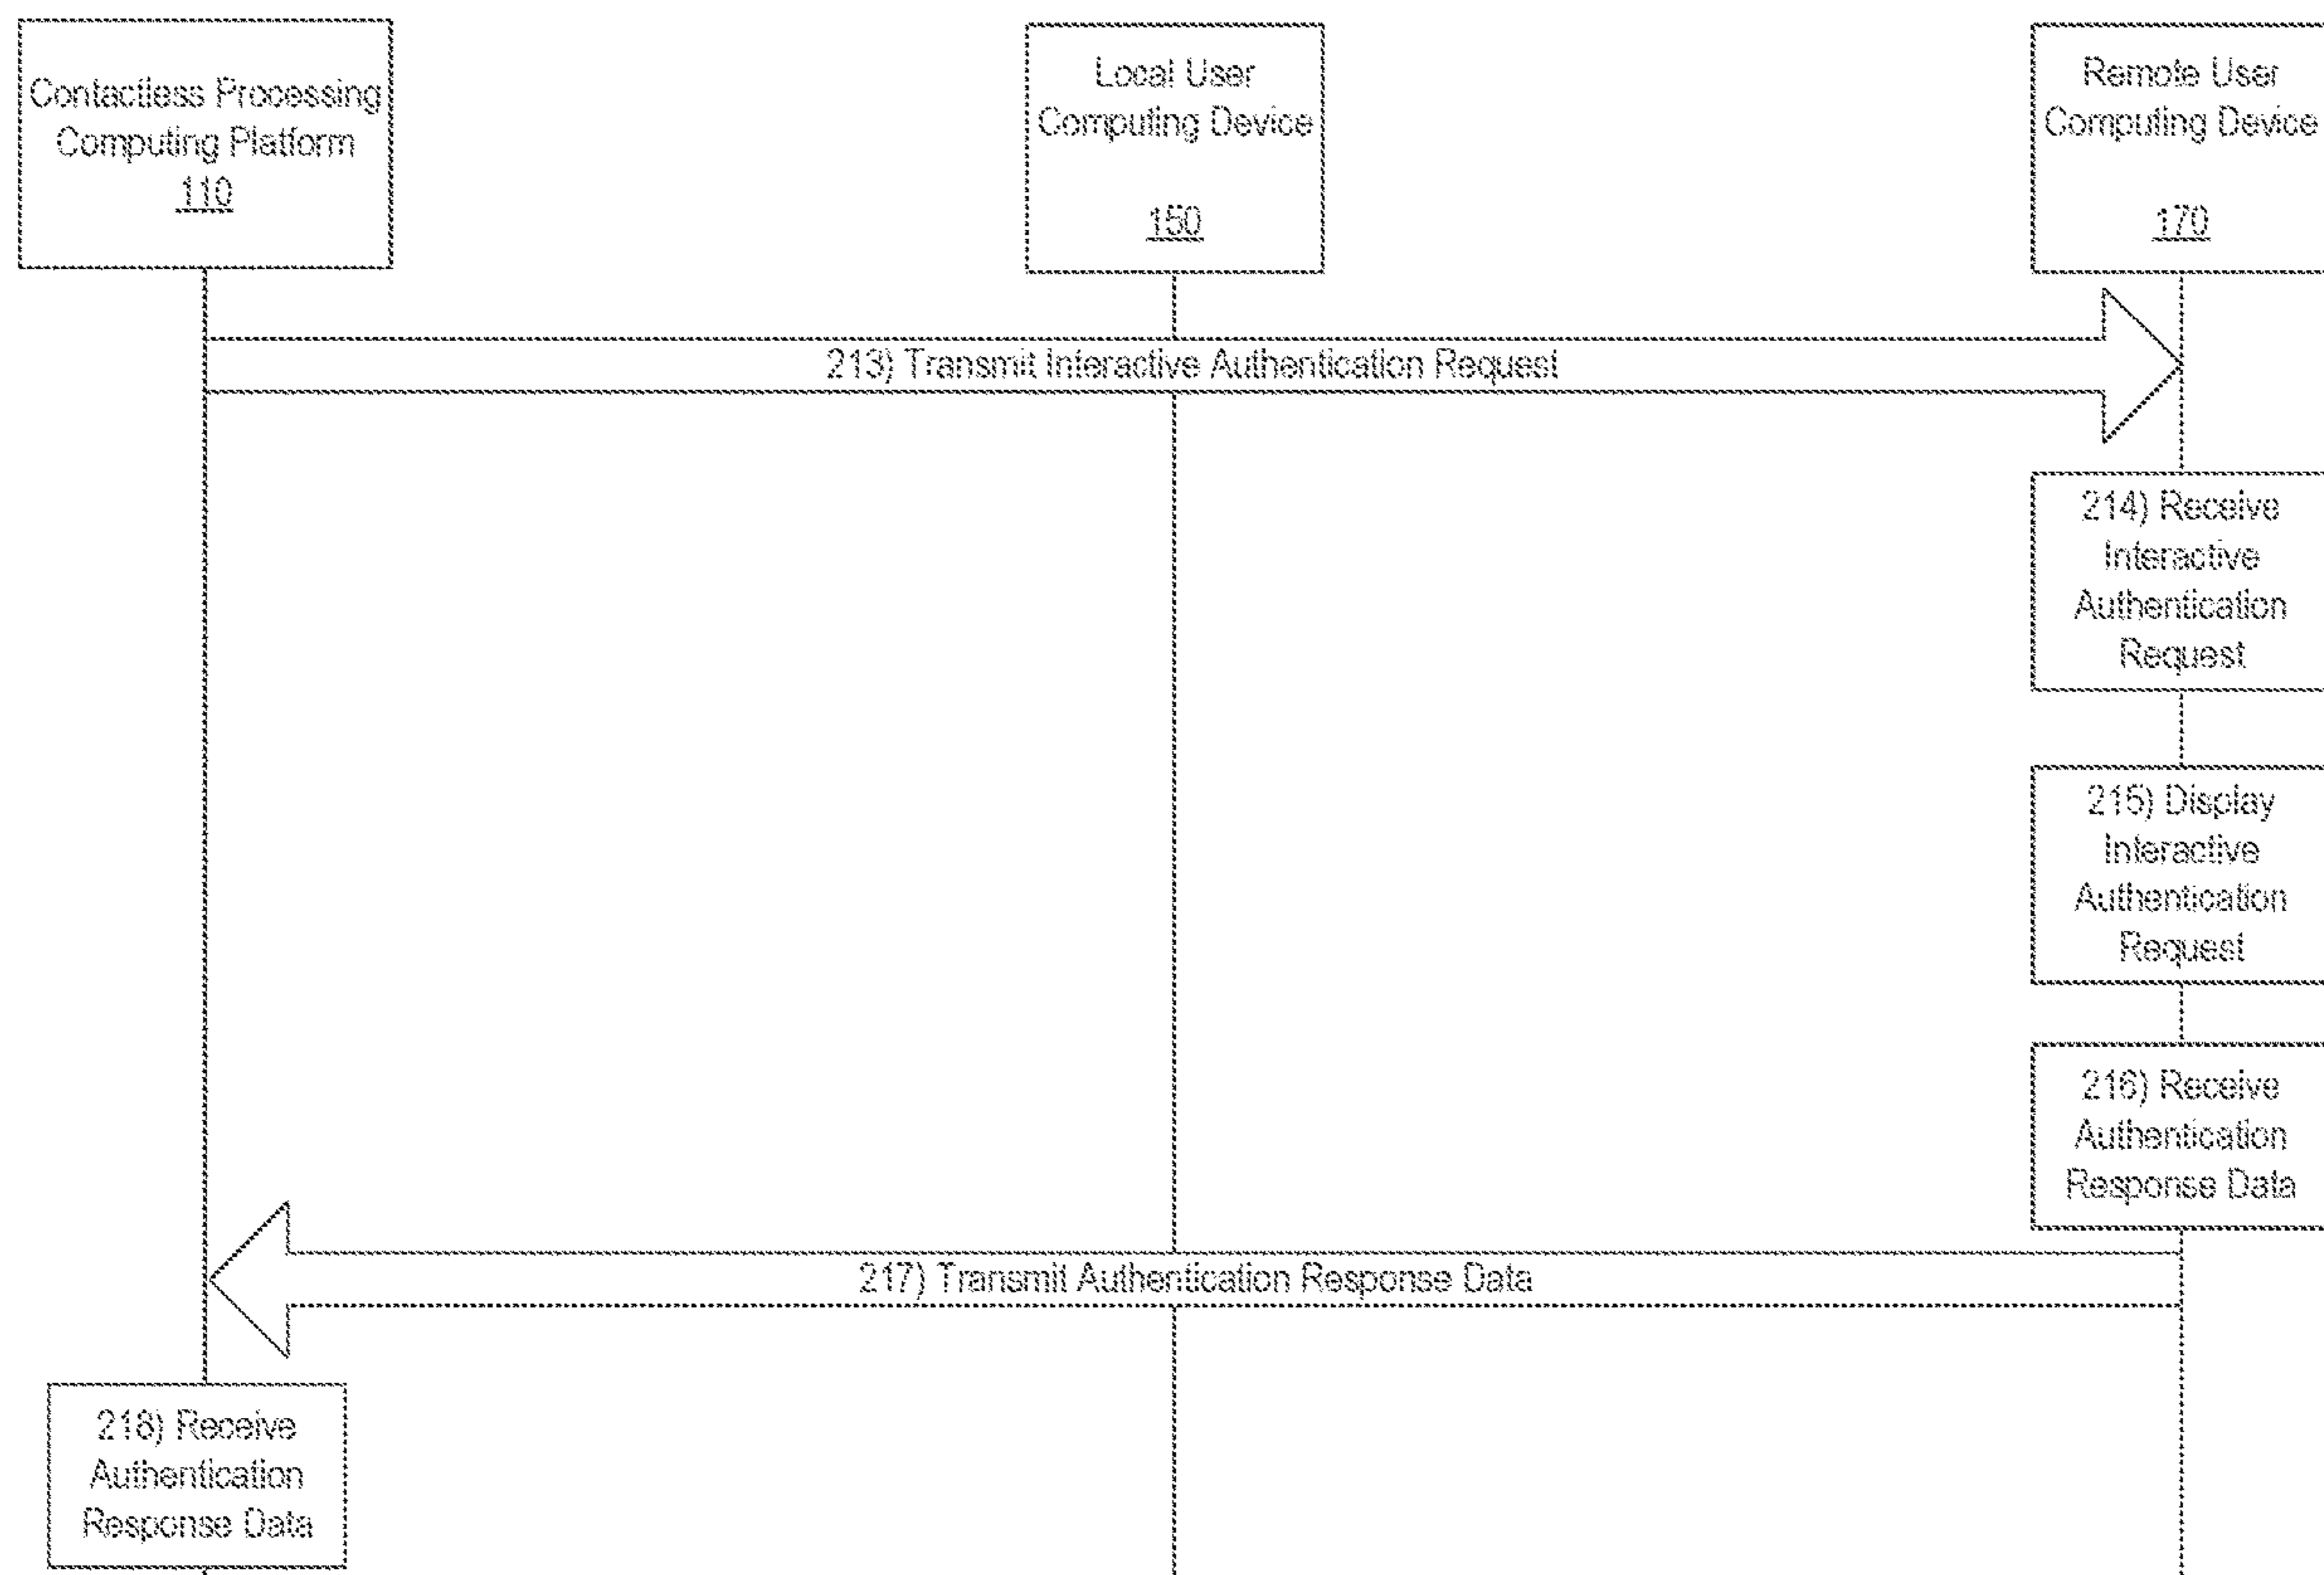 Contactless Processing
Computing Platform
110
Local User
Computing Device
150
Remote User
Computing Device
170
213) Transmit Interactive Authentication Request
214) Receive
Interactive
Authentication
Request
215) Display
Interactive
Authentication
Request
216) Receive
Authentication
Response Data
217) Transmit Authentication Response Data
218) Receive
Authentication
Response Data